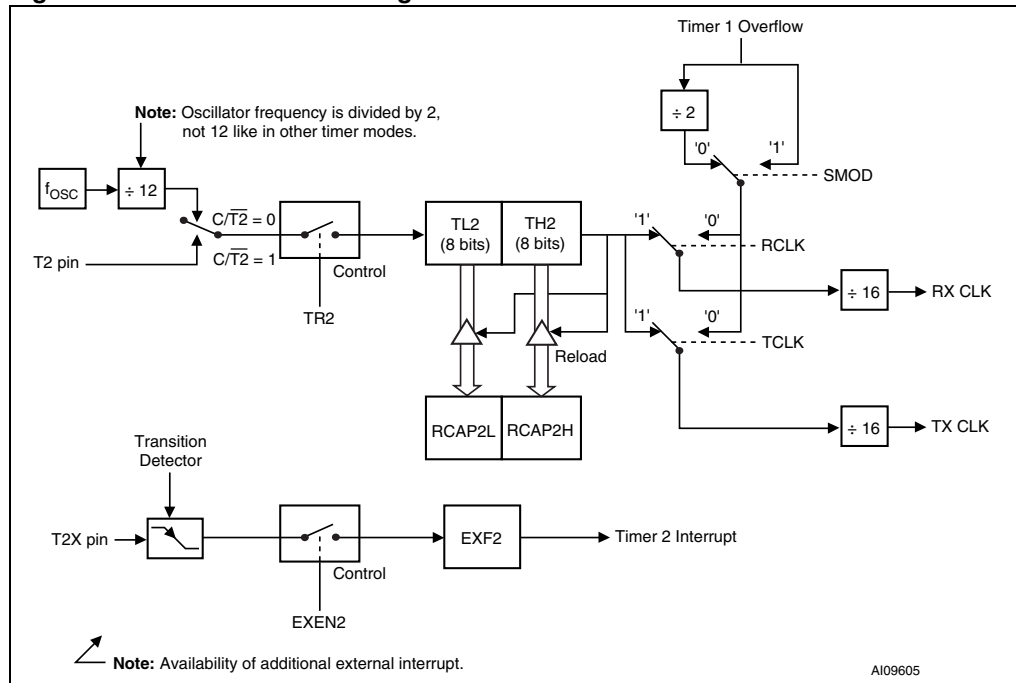 Timer 1 Overflow
Note: Oscillator frequency is divided by 2,
not 12 like in other timer modes.
÷ 2
'0'
'1'
SMOD
fOSC
÷ 12
C/T2̅ = 0
C/T2̅ = 1
T2 pin
Control
TR2
TL2
(8 bits)
TH2
(8 bits)
'1'
'0'
RCLK
÷ 16
RX CLK
'1'
'0'
TCLK
Reload
RCAP2L
RCAP2H
÷ 16
TX CLK
Transition
Detector
T2X pin
Control
EXEN2
EXF2
Timer 2 Interrupt
Note: Availability of additional external interrupt.
AI09605